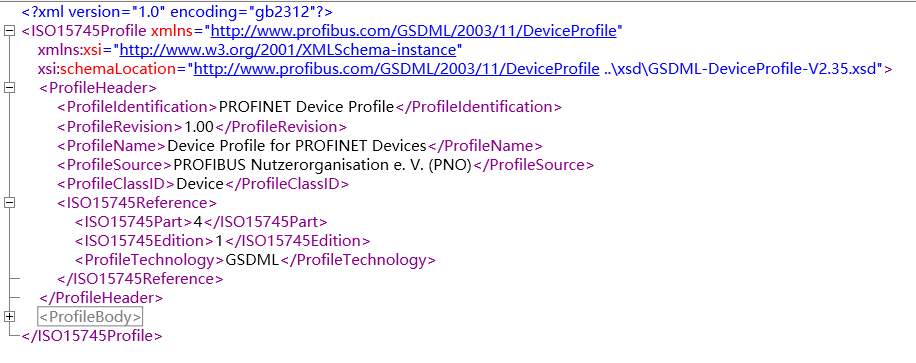 <?xml version="1.0" encoding="gb2312"?>
<ISO15745Profile xmlns="http://www.profibus.com/GSDML/2003/11/DeviceProfile"
xmlns:xsi="http://www.w3.org/2001/XMLSchema-instance"
xsi:schemaLocation="http://www.profibus.com/GSDML/2003/11/DeviceProfile ..\xsd\GSDML-DeviceProfile-V2.35.xsd">
<ProfileHeader>
<ProfileIdentification>PROFINET Device Profile</ProfileIdentification>
<ProfileRevision>1.00</ProfileRevision>
<ProfileName>Device Profile for PROFINET Devices</ProfileName>
<ProfileSource>PROFIBUS Nutzerorganisation e. V. (PNO)</ProfileSource>
<ProfileClassID>Device</ProfileClassID>
<ISO15745Reference>
<ISO15745Part>4</ISO15745Part>
<ISO15745Edition>1</ISO15745Edition>
<ProfileTechnology>GSDML</ProfileTechnology>
</ISO15745Reference>
</ProfileHeader>
<ProfileBody>
</ISO15745Profile>